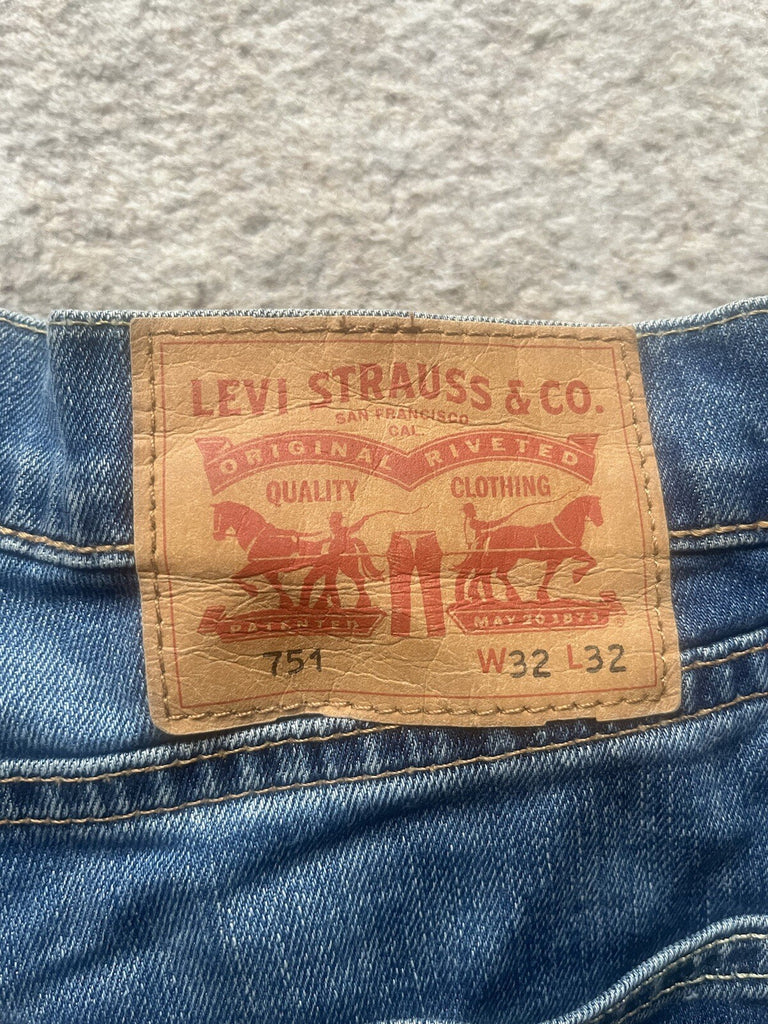 LEVI STRAUSS & CO.
SAN FRANCISCO
CAL.
ORIGINAL RIVETED
QUALITY CLOTHING
PATENTED MAY 20 1873
751 W32 L32